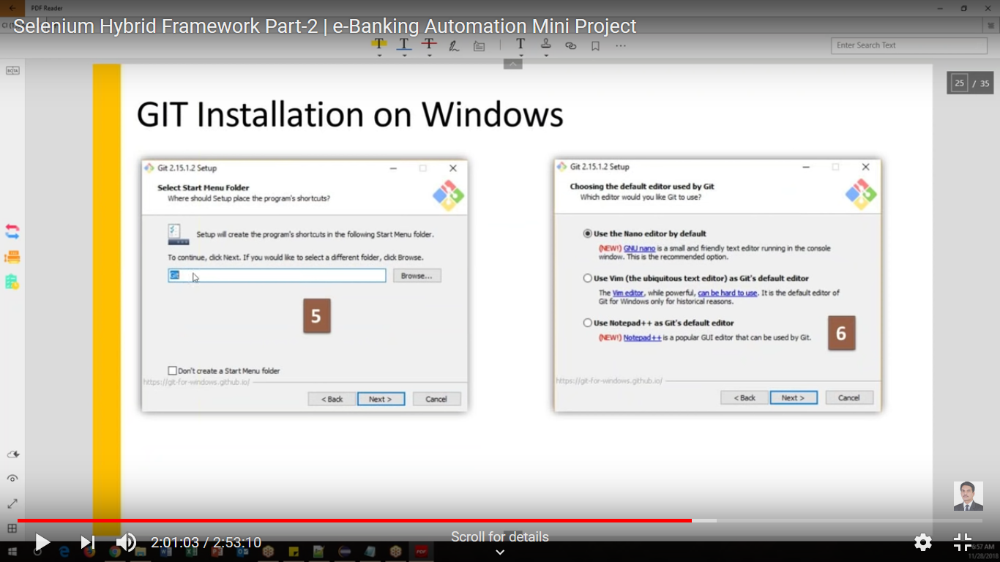 PDF Reader
Selenium Hybrid Framework Part-2 | e-Banking Automation Mini Project
Enter Search Text
25 / 35
GIT Installation on Windows
Git 2.15.1.2 Setup
Select Start Menu Folder
Where should Setup place the program's shortcuts?
Setup will create the program's shortcuts in the following Start Menu folder.
To continue, click Next. If you would like to select a different folder, click Browse.
Git
Browse...
5
Don't create a Start Menu folder
https://git-for-windows.github.io/
< Back
Next >
Cancel
Git 2.15.1.2 Setup
Choosing the default editor used by Git
Which editor would you like Git to use?
Use the Nano editor by default
(NEW!) GNU nano is a small and friendly text editor running in the console
window. This is the recommended option.
Use Vim (the ubiquitous text editor) as Git's default editor
The Vim editor, while powerful, can be hard to use. It is the default editor of
Git for Windows only for historical reasons.
Use Notepad++ as Git's default editor
(NEW!) Notepad++ is a popular GUI editor that can be used by Git.
6
https://git-for-windows.github.io/
< Back
Next >
Cancel
2:01:03 / 2:53:10
Scroll for details
:57 AM
11/28/2018